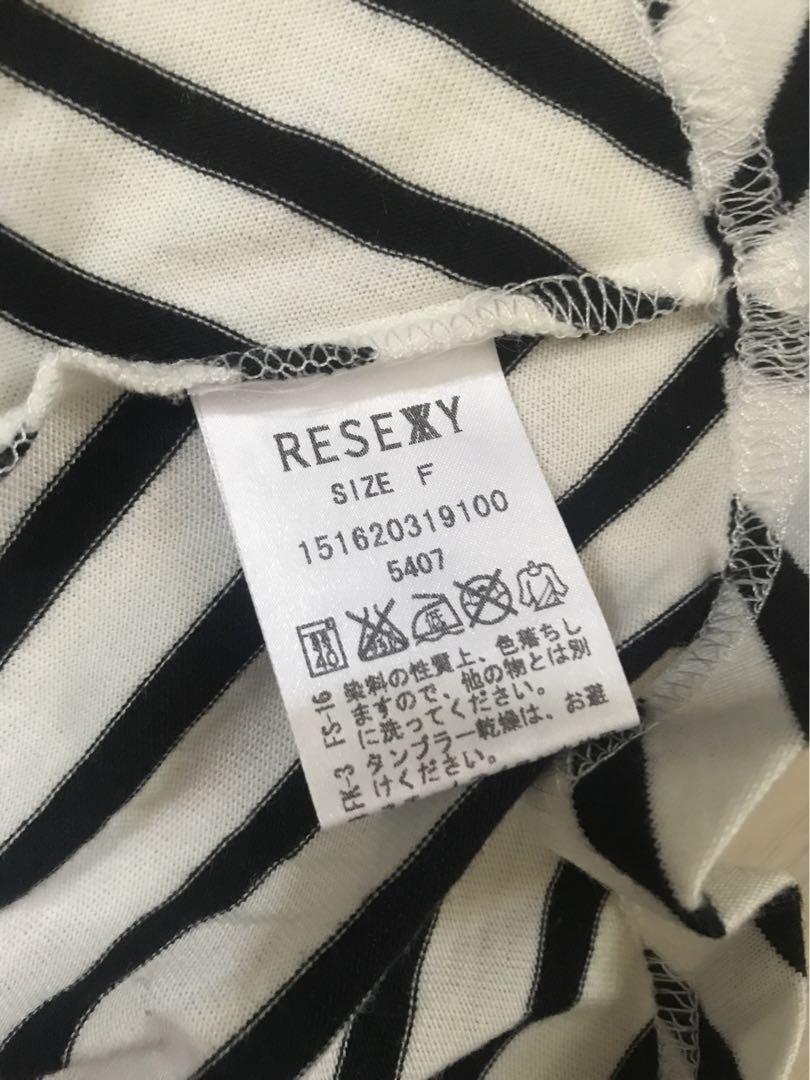 RESEXXY
SIZE F
151620319100
5407
40
FS-16 染料の性質上、色落ちし
ますので、他の物とは別
に洗ってください。
FK-3 タンブラー乾燥は、お避
けください。